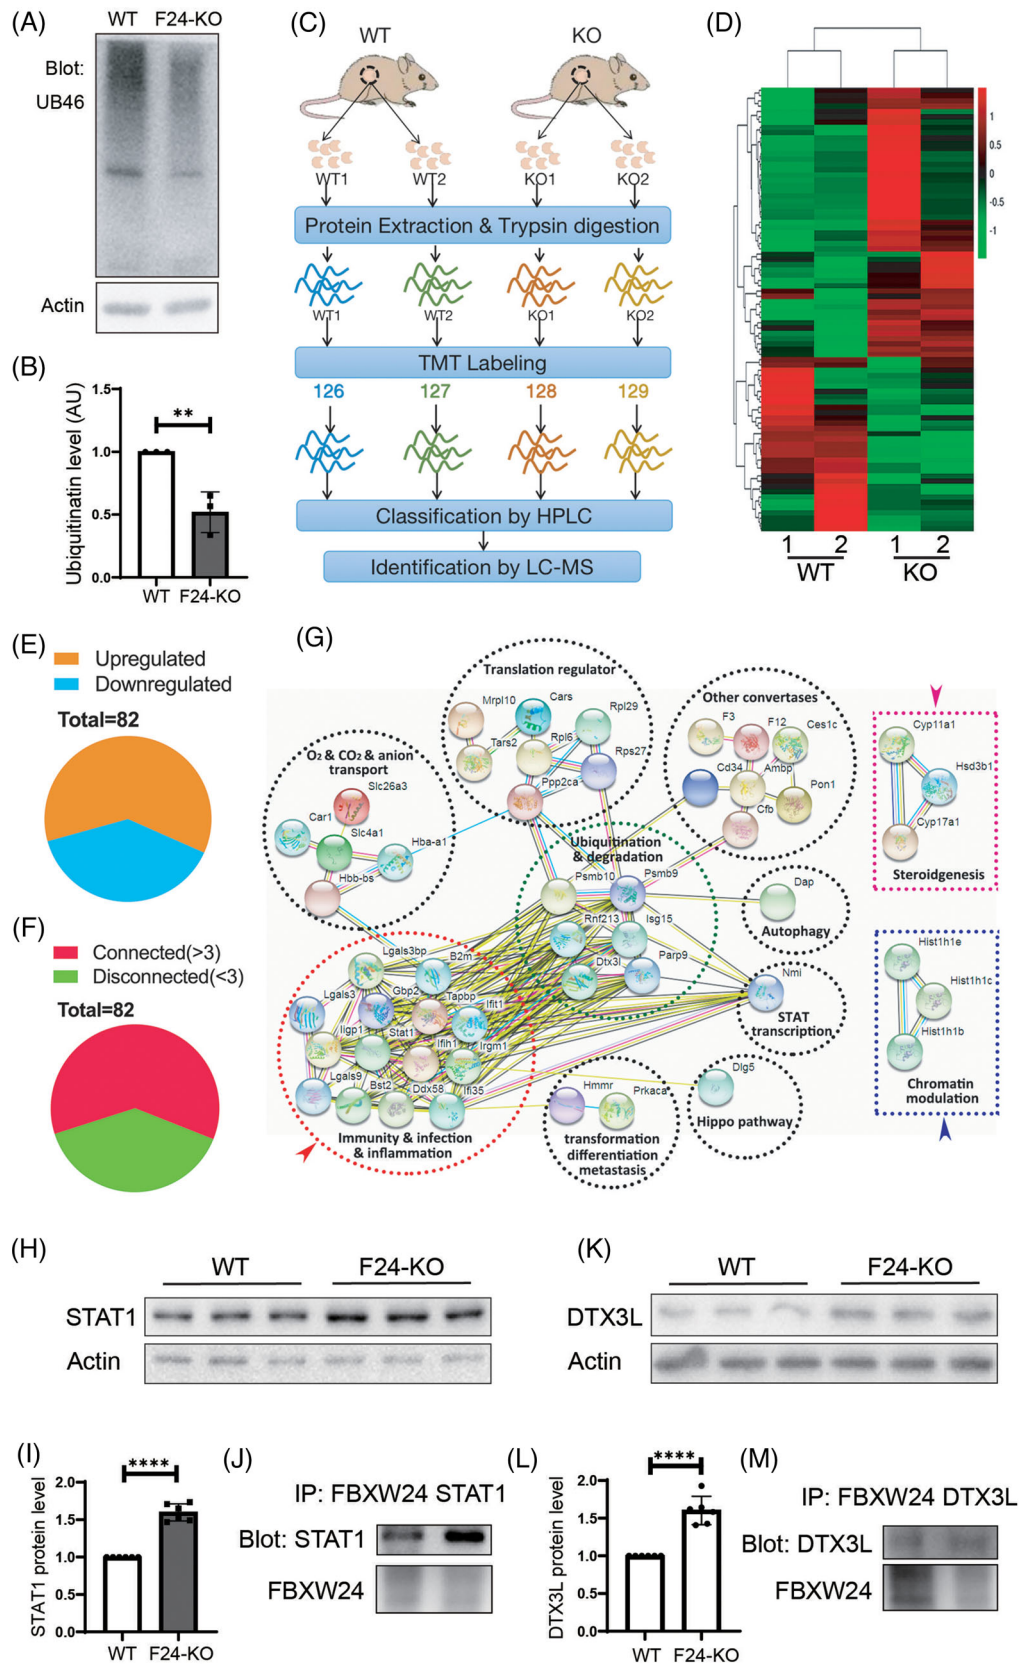 (A)
WT F24-KO
Blot:
UB46
Actin
(B)
Ubiquitinatin level (AU)
1.5
1.0
0.5
0.0
**
WT F24-KO
(C)
WT KO
WT1 WT2 KO1 KO2
Protein Extraction & Trypsin digestion
WT1 WT2 KO1 KO2
TMT Labeling
126 127 128 129
Classification by HPLC
Identification by LC-MS
(D)
1
0.5
0
-0.5
-1
1 2 1 2
WT KO
(E)
Upregulated
Downregulated
Total=82
(F)
Connected(>3)
Disconnected(<3)
Total=82
(G)
Translation regulator
Mrpl10
Cars
Rpl29
Tars2
Rpl6
Rps27
Ppp2ca
Other convertases
F3
F12
Ces1c
Cd34
Ambp
Pon1
Cfb
Cyp11a1
Hsd3b1
Cyp17a1
Steroidgenesis
O2 & CO2 & anion
transport
Slc26a3
Car1
Slc4a1
Hba-a1
Hbb-bs
Ubiquitination
& degradation
Psmb10
Psmb9
Rnf213
Isg15
Dtx3l
Parp9
Dap
Autophagy
Nmi
STAT
transcription
Hist1h1e
Hist1h1c
Hist1h1b
Chromatin
modulation
Lgals3bp
B2m
Lgals3
Gbp2
Tapbp
Ifit1
Iigp1
Stat1
Ifih1
Irgm1
Lgals9
Bst2
Ddx58
Ifi35
Immunity & infection
& inflammation
Hmmr
Prkaca
transformation
differentiation
metastasis
Dlg5
Hippo pathway
(H)
WT F24-KO
STAT1
Actin
(K)
WT F24-KO
DTX3L
Actin
(I)
STAT1 protein level
2.0
1.5
1.0
0.5
0.0
****
WT F24-KO
(J)
IP: FBXW24 STAT1
Blot: STAT1
FBXW24
(L)
DTX3L protein level
2.0
1.5
1.0
0.5
0.0
****
WT F24-KO
(M)
IP: FBXW24 DTX3L
Blot: DTX3L
FBXW24